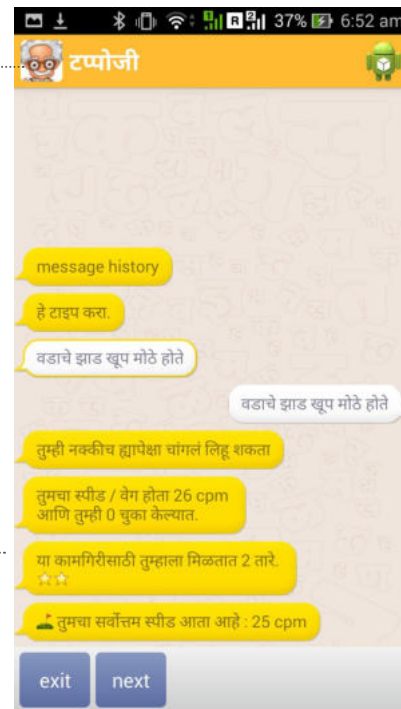 R 37% 6:52 am
टप्पोजी
message history
हे टाइप करा.
वडाचे झाड खूप मोठे होते
वडाचे झाड खूप मोठे होते
तुम्ही नक्कीच ह्यापेक्षा चांगलं लिहू शकता
तुमचा स्पीड / वेग होता 26 cpm
आणि तुम्ही 0 चुका केल्यात.
या कामगिरीसाठी तुम्हाला मिळतात 2 तारे.
तुमचा सर्वोत्तम स्पीड आता आहे : 25 cpm
exit next